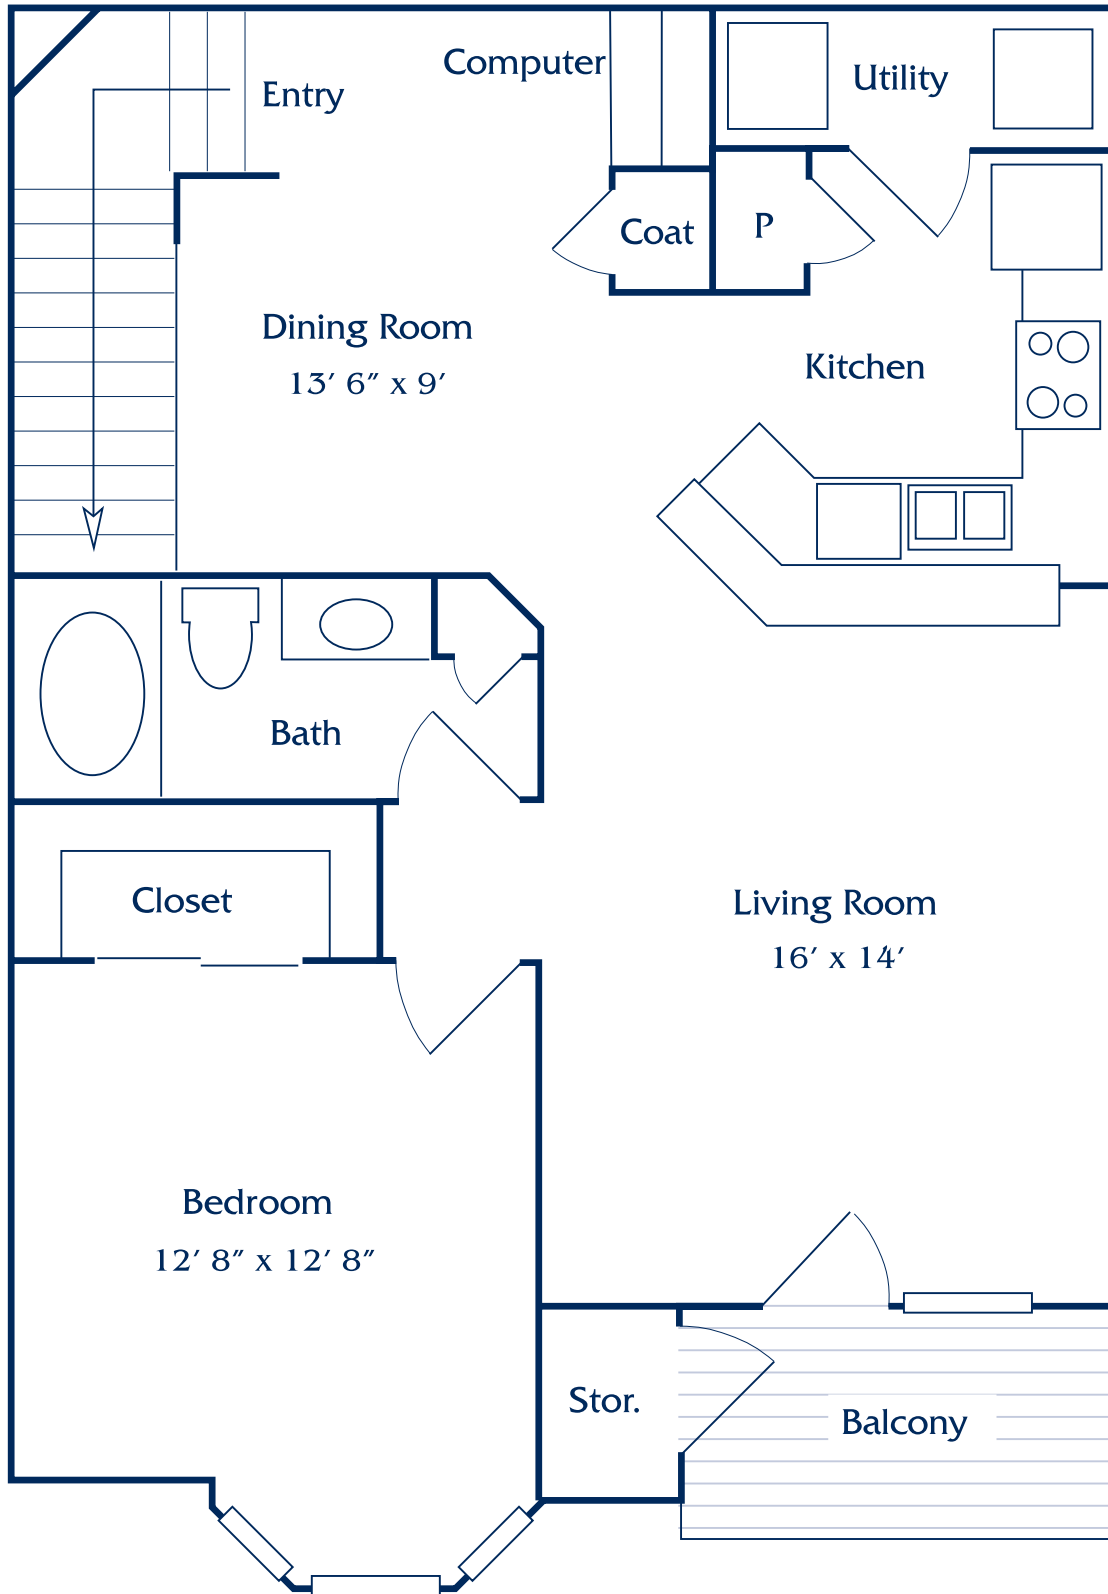 Computer
Utility
Entry
Coat
P
Dining Room
13′ 6″ x 9′
Kitchen
Bath
Closet
Living Room
16′ x 14′
Bedroom
12′ 8″ x 12′ 8″
Stor.
Balcony